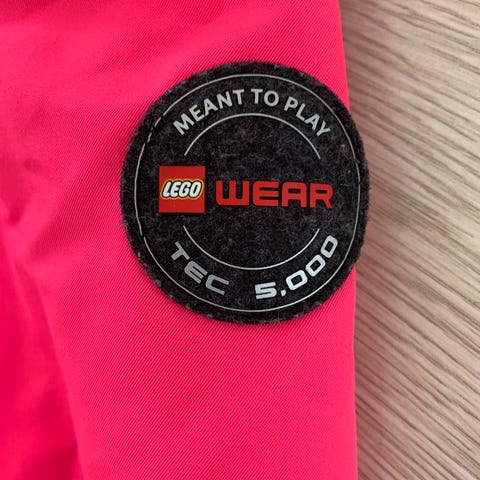 MEANT TO PLAY
LEGO WEAR
TEC 5,000